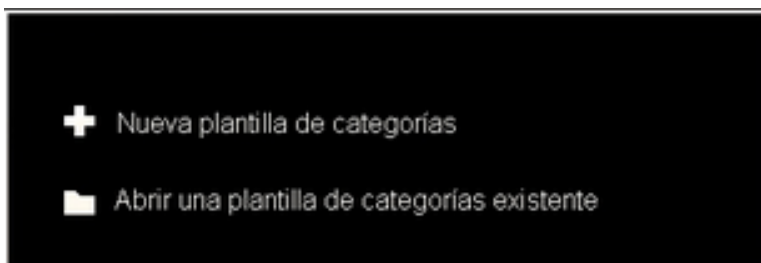 Nueva plantilla de categorías
Abrir una plantilla de categorías existente